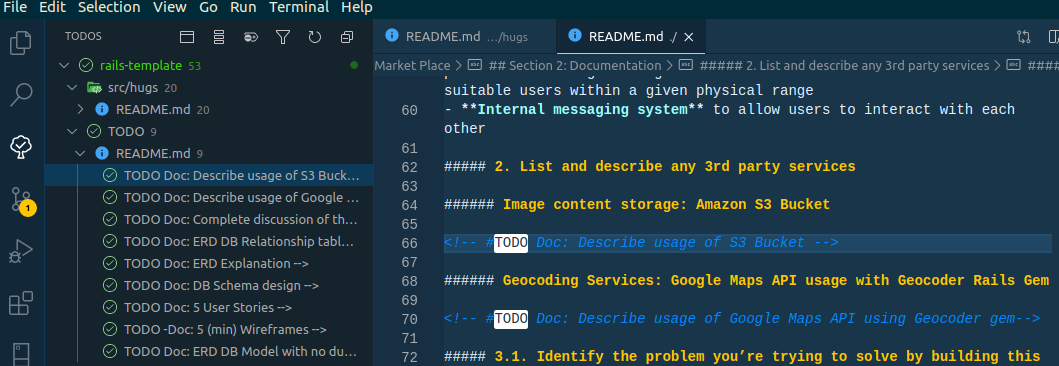 File Edit Selection View Go Run Terminal Help
TODOS
rails-template 53
src/hugs 20
README.md 20
TODO 9
README.md 9
TODO Doc: Describe usage of S3 Buck...
TODO Doc: Describe usage of Google ...
TODO Doc: Complete discussion of th...
TODO Doc: ERD DB Relationship tabl...
TODO Doc: ERD Explanation -->
TODO Doc: DB Schema design -->
TODO Doc: 5 User Stories -->
TODO -Doc: 5 (min) Wireframes -->
TODO Doc: ERD DB Model with no du...
1
README.md .../hugs
README.md ./
Market Place > ## Section 2: Documentation > ##### 2. List and describe any 3rd party services > ####
suitable users within a given physical range
60 - **Internal messaging system** to allow users to interact with each
other
61
62 ##### 2. List and describe any 3rd party services
63
64 ###### Image content storage: Amazon S3 Bucket
65
66 <!-- #TODO Doc: Describe usage of S3 Bucket -->
67
68 ###### Geocoding Services: Google Maps API usage with Geocoder Rails Gem
69
70 <!-- #TODO Doc: Describe usage of Google Maps API using Geocoder gem-->
71
72 ##### 3.1. Identify the problem you’re trying to solve by building this